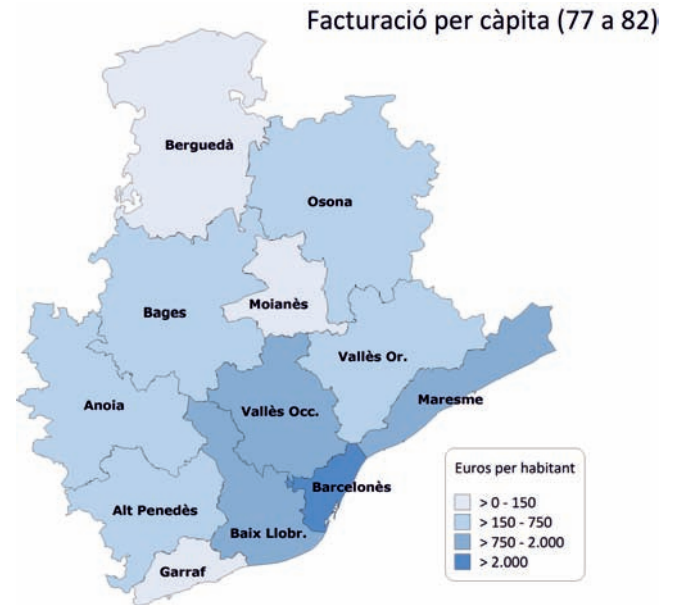 Facturació per càpita (77 a 82)
Berguedà
Osona
Moianès
Bages
Vallès Or.
Maresme
Anoia
Vallès Occ.
Barcelonès
Alt Penedès
Baix Llobr.
Garraf
Euros per habitant
> 0 - 150
> 150 - 750
> 750 - 2.000
> 2.000